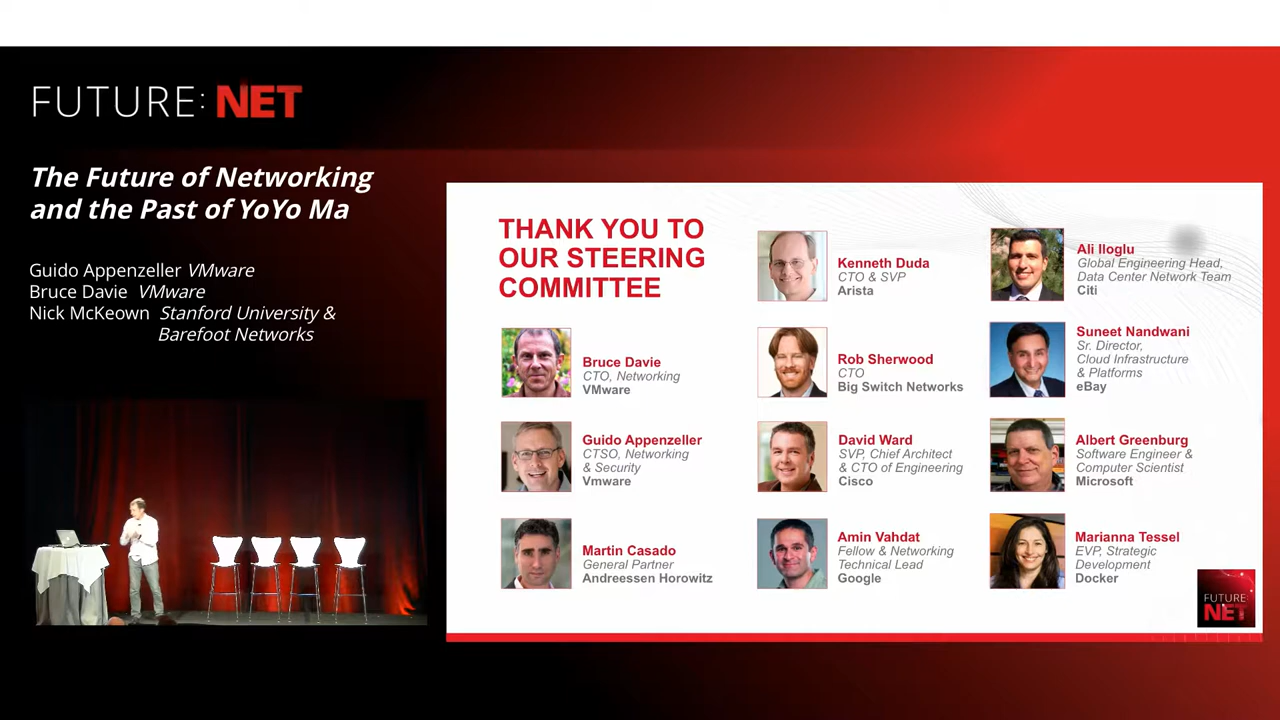 FUTURE: NET
The Future of Networking
and the Past of YoYo Ma
Guido Appenzeller VMware
Bruce Davie VMware
Nick McKeown Stanford University &
Barefoot Networks
THANK YOU TO
OUR STEERING
COMMITTEE
Bruce Davie
CTO, Networking
VMware
Guido Appenzeller
CTSO, Networking
& Security
Vmware
Martin Casado
General Partner
Andreessen Horowitz
Kenneth Duda
CTO & SVP
Arista
Rob Sherwood
CTO
Big Switch Networks
David Ward
SVP, Chief Architect
& CTO of Engineering
Cisco
Amin Vahdat
Fellow & Networking
Technical Lead
Google
Ali Iloglu
Global Engineering Head,
Data Center Network Team
Citi
Suneet Nandwani
Sr. Director,
Cloud Infrastructure
& Platforms
eBay
Albert Greenburg
Software Engineer &
Computer Scientist
Microsoft
Marianna Tessel
EVP, Strategic
Development
Docker
FUTURE:
NET